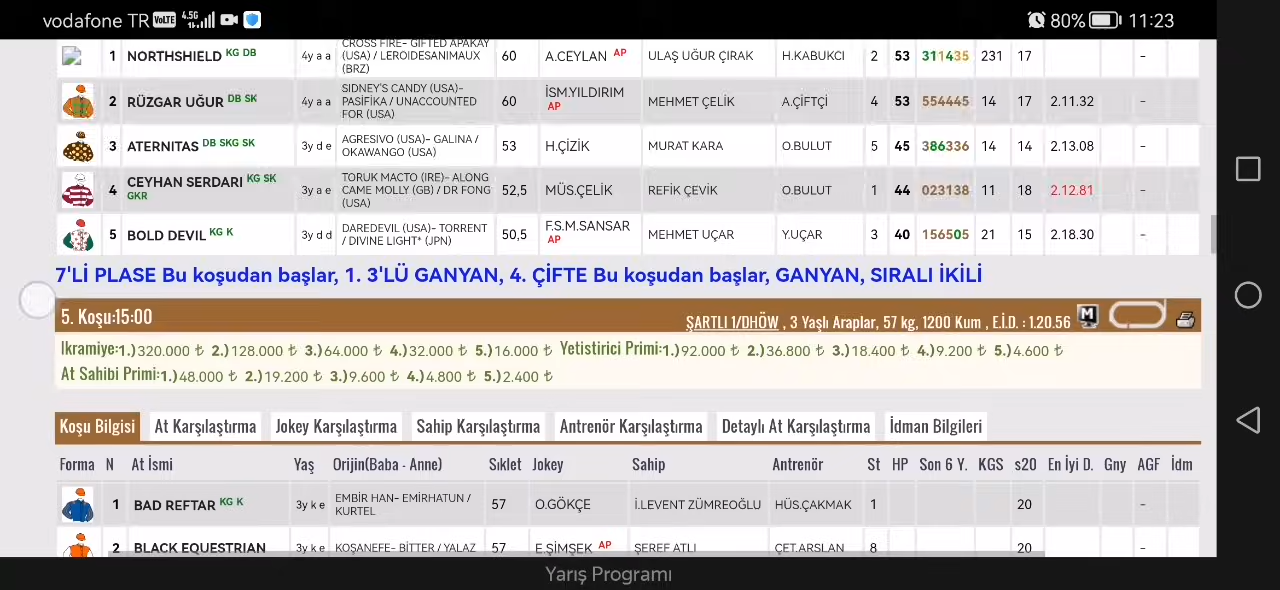 vodafone TR VoLTE 4.5G 80% 11:23
1 NORTHSHIELD KG DB 4y a a CROSS FIRE- GIFTED APAKAY (USA) / LEROIDESANIMAUX (BRZ) 60 A.CEYLAN AP ULAŞ UĞUR ÇIRAK H.KABUKCI 2 53 311435 231 17 -
2 RÜZGAR UĞUR DB SK 4y a a SIDNEY'S CANDY (USA)- PASİFİKA / UNACCOUNTED FOR (USA) 60 İSM.YILDIRIM AP MEHMET ÇELİK A.ÇİFTÇİ 4 53 554445 14 17 2.11.32 -
3 ATERNITAS DB SKG SK 3y d e AGRESIVO (USA)- GALINA / OKAWANGO (USA) 53 H.ÇİZİK MURAT KARA O.BULUT 5 45 386336 14 14 2.13.08 -
4 CEYHAN SERDARI KG SK GKR 3y a e TORUK MACTO (IRE)- ALONG CAME MOLLY (GB) / DR FONG (USA) 52,5 MÜS.ÇELİK REFİK ÇEVİK O.BULUT 1 44 023138 11 18 2.12.81 -
5 BOLD DEVIL KG K 3y d d DAREDEVIL (USA)- TORRENT / DIVINE LIGHT* (JPN) 50,5 F.S.M.SANSAR AP MEHMET UÇAR Y.UÇAR 3 40 156505 21 15 2.18.30 -
7'Lİ PLASE Bu koşudan başlar, 1. 3'LÜ GANYAN, 4. ÇİFTE Bu koşudan başlar, GANYAN, SIRALI İKİLİ
5. Koşu:15:00 ŞARTLI 1/DHÖW , 3 Yaşlı Araplar, 57 kg, 1200 Kum , E.İ.D. : 1.20.56 M
Ikramiye:1.)320.000 ₺ 2.)128.000 ₺ 3.)64.000 ₺ 4.)32.000 ₺ 5.)16.000 ₺ Yetistirici Primi:1.)92.000 ₺ 2.)36.800 ₺ 3.)18.400 ₺ 4.)9.200 ₺ 5.)4.600 ₺
At Sahibi Primi:1.)48.000 ₺ 2.)19.200 ₺ 3.)9.600 ₺ 4.)4.800 ₺ 5.)2.400 ₺
Koşu Bilgisi At Karşılaştırma Jokey Karşılaştırma Sahip Karşılaştırma Antrenör Karşılaştırma Detaylı At Karşılaştırma İdman Bilgileri
Forma N At İsmi Yaş Orijin(Baba - Anne) Sıklet Jokey Sahip Antrenör St HP Son 6 Y. KGS s20 En İyi D. Gny AGF İdm
1 BAD REFTAR KG K 3y k e EMBİR HAN- EMİRHATUN / KURTEL 57 O.GÖKÇE İ.LEVENT ZÜMREOĞLU HÜS.ÇAKMAK 1 20 -
2 BLACK EQUESTRIAN 3y k e KOŞANEFE- BİTTER / YALAZ 57 E.ŞİMŞEK AP ŞEREF ATLI ÇET.ARSLAN 8 20 -
Yarış Programı